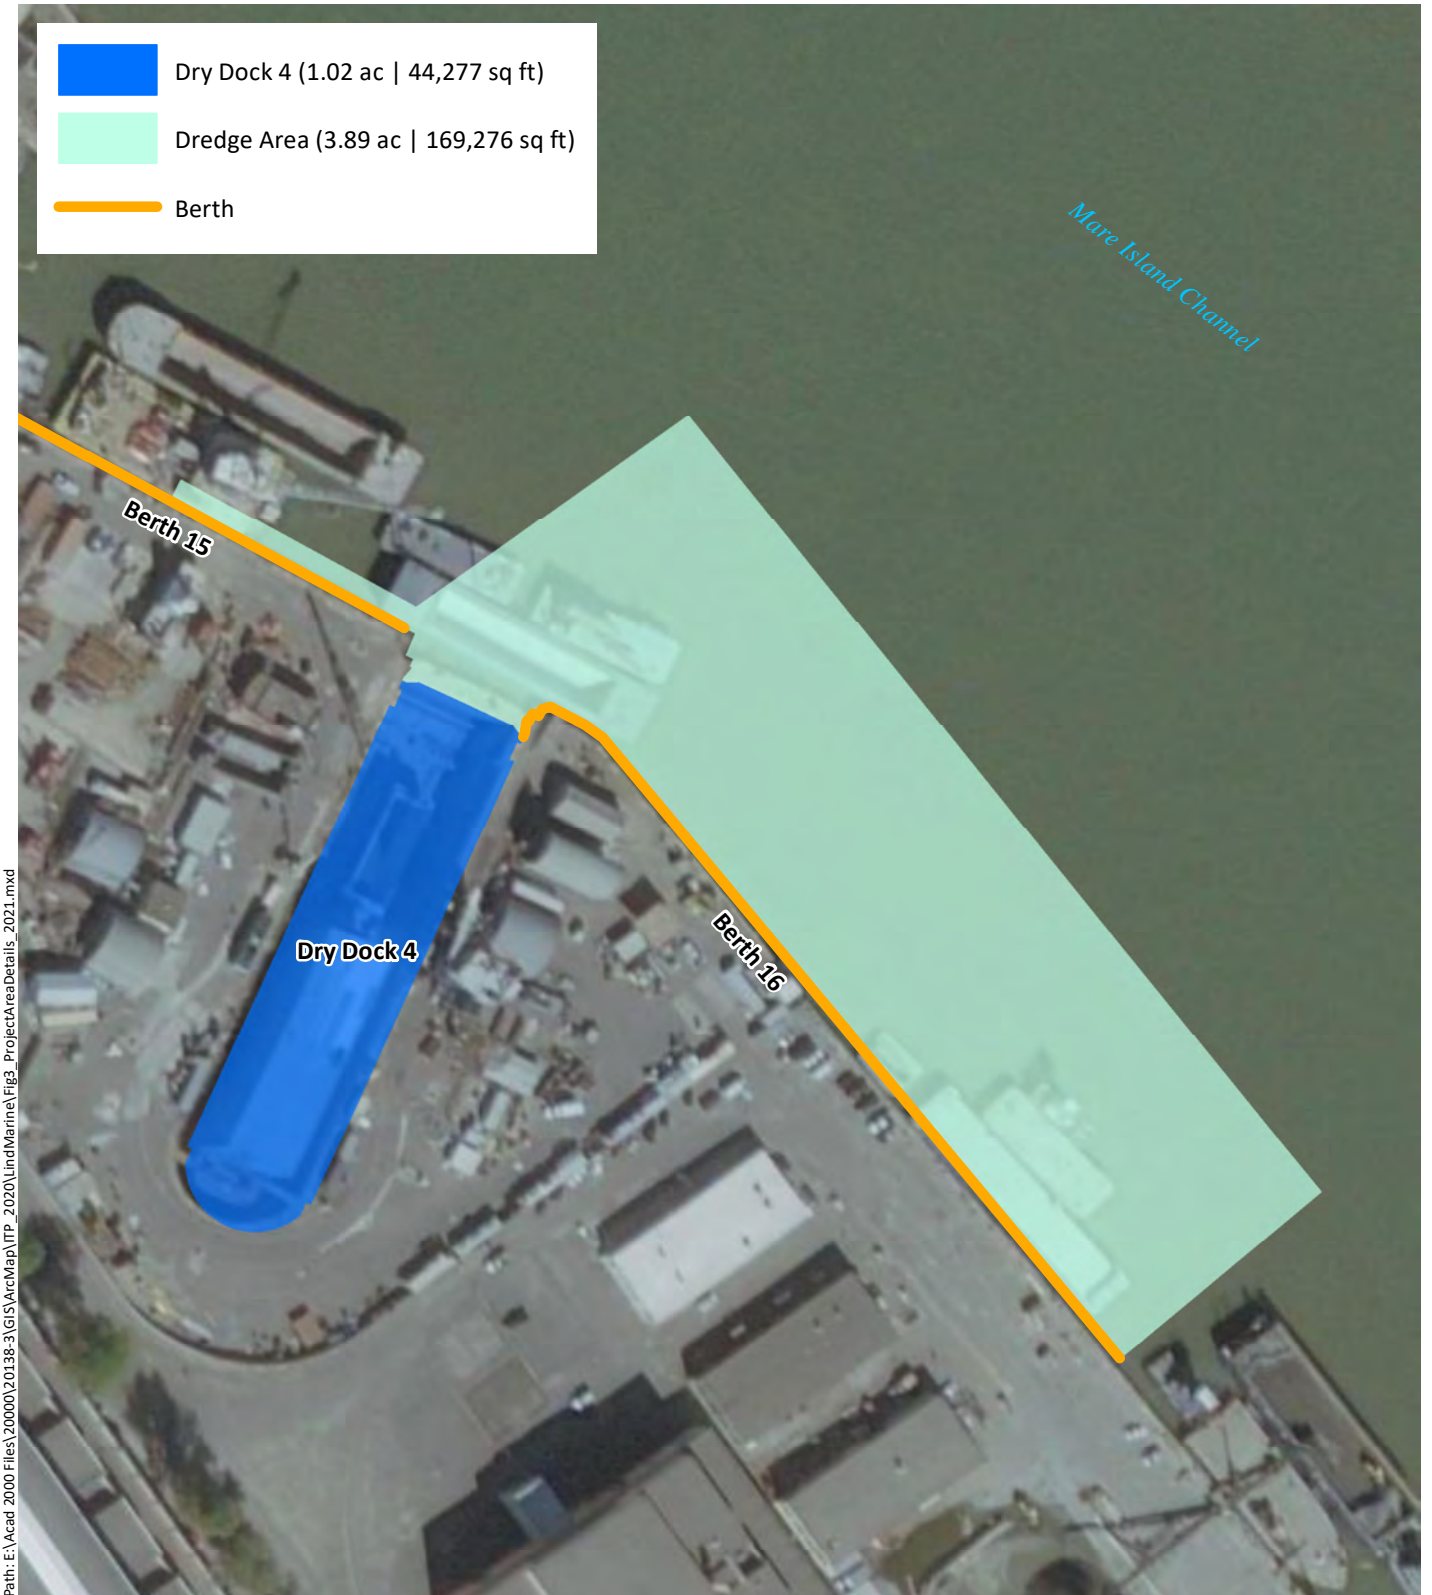 Dry Dock 4 (1.02 ac | 44,277 sq ft)
Dredge Area (3.89 ac | 169,276 sq ft)
Berth
Mare Island Channel
Berth 15
Berth 16
Dry Dock 4
Path: E:\Acad 2000 Files\20000\20138-3\GIS\ArcMap\ITP_2020\LindMarine\Fig3_ProjectAreaDetails_2021.mxd